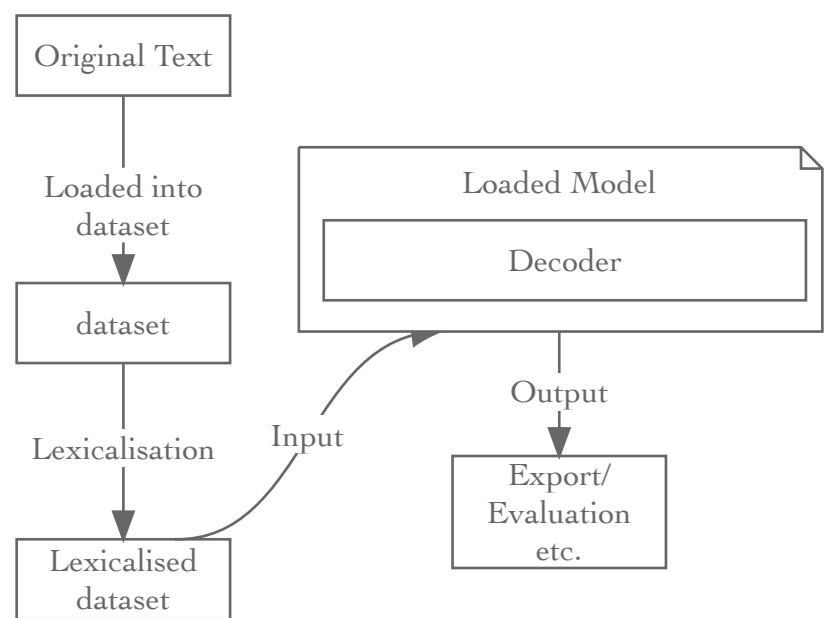 Original Text
Loaded into
dataset
dataset
Lexicalisation
Lexicalised
dataset
Input
Loaded Model
Decoder
Output
Export/
Evaluation
etc.